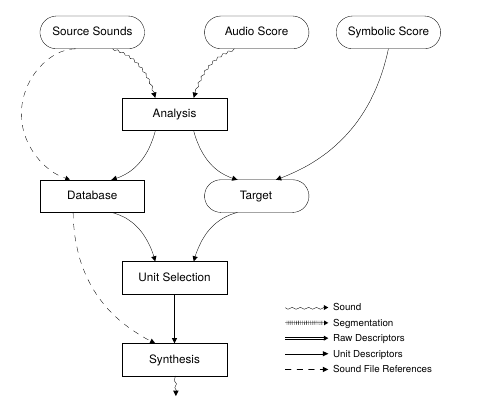 Source Sounds
Audio Score
Symbolic Score
Analysis
Database
Target
Unit Selection
Synthesis
Sound
Segmentation
Raw Descriptors
Unit Descriptors
Sound File References